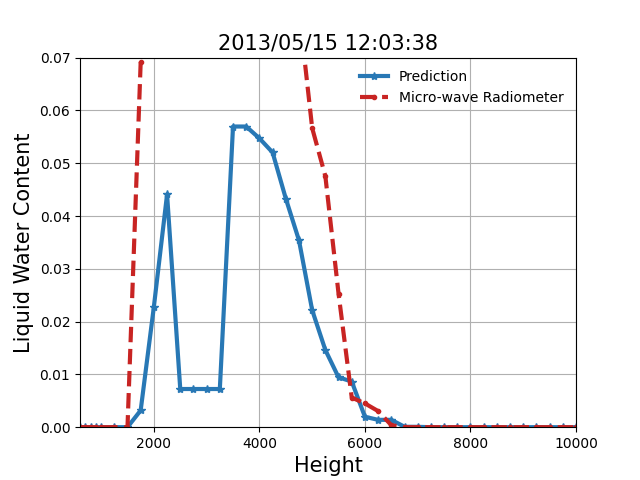 2013/05/15 12:03:38
0.07
0.06
0.05
0.04
0.03
0.02
0.01
0.00
Liquid Water Content
Prediction
Micro-wave Radiometer
2000 4000 6000 8000 10000
Height